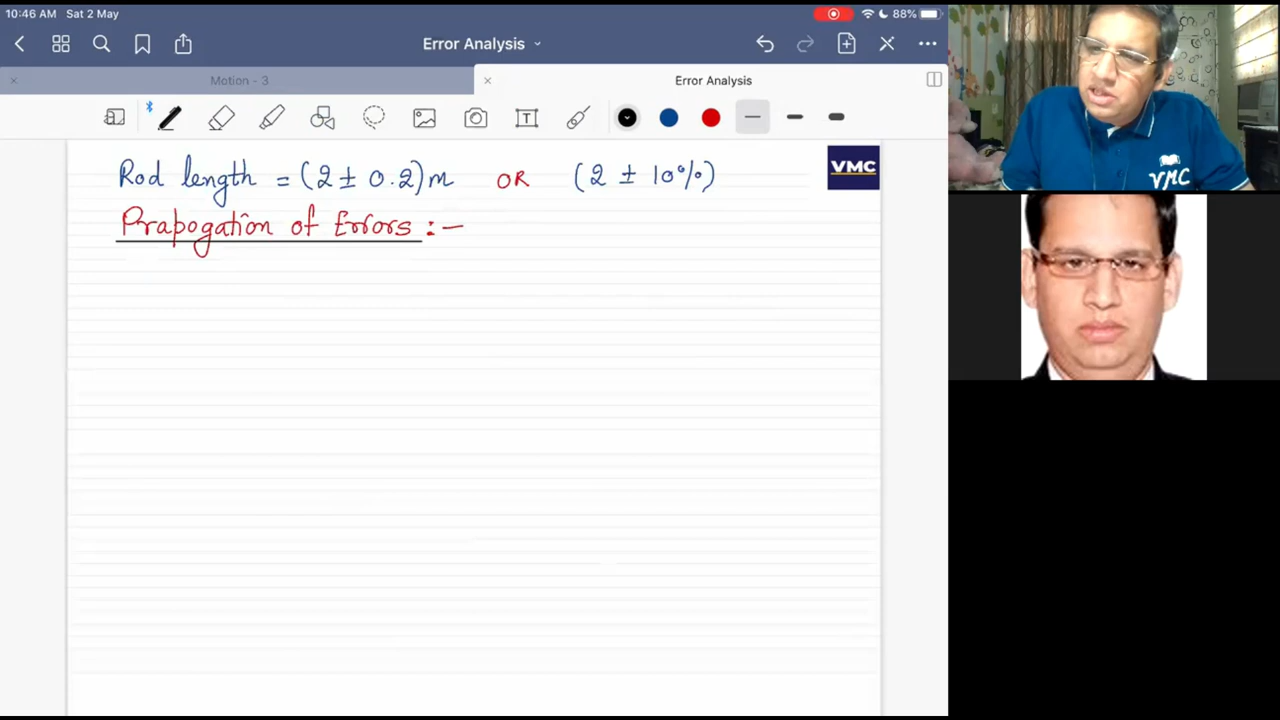 10:46 AM Sat 2 May
88%
Error Analysis
Motion - 3
Error Analysis
T
Rod length = (2 ± 0.2)m OR (2 ± 10%)
VMC
Prapogation of Errors :-
VMC